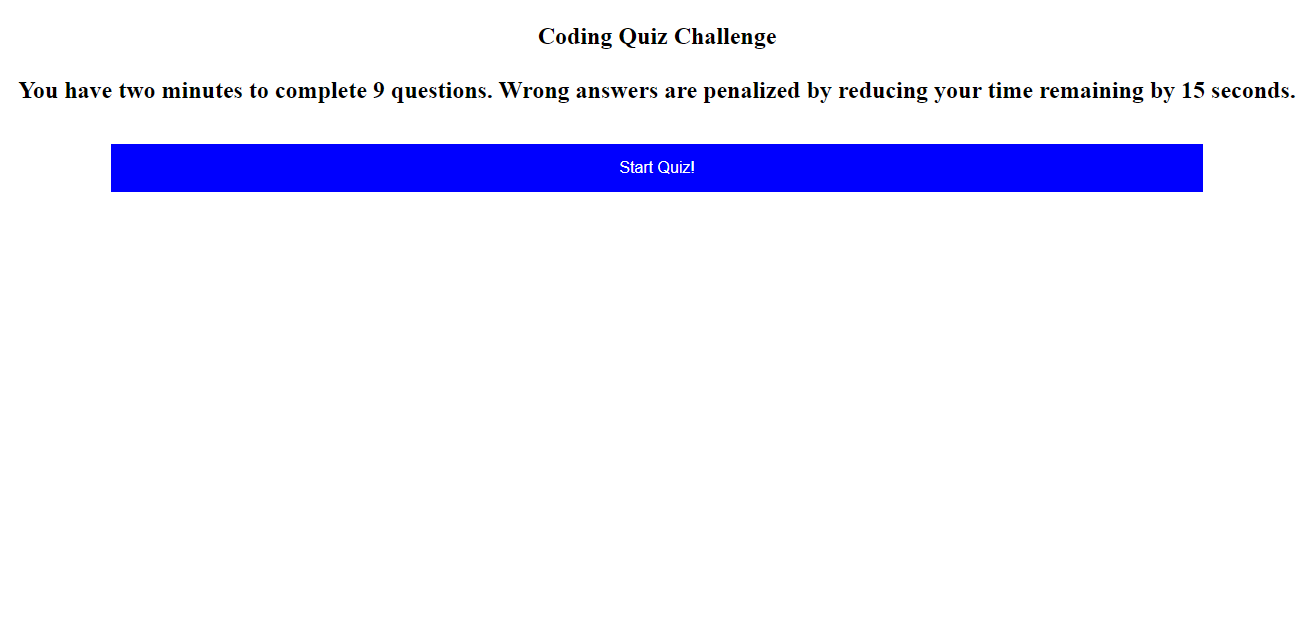 Coding Quiz Challenge
You have two minutes to complete 9 questions. Wrong answers are penalized by reducing your time remaining by 15 seconds.
Start Quiz!